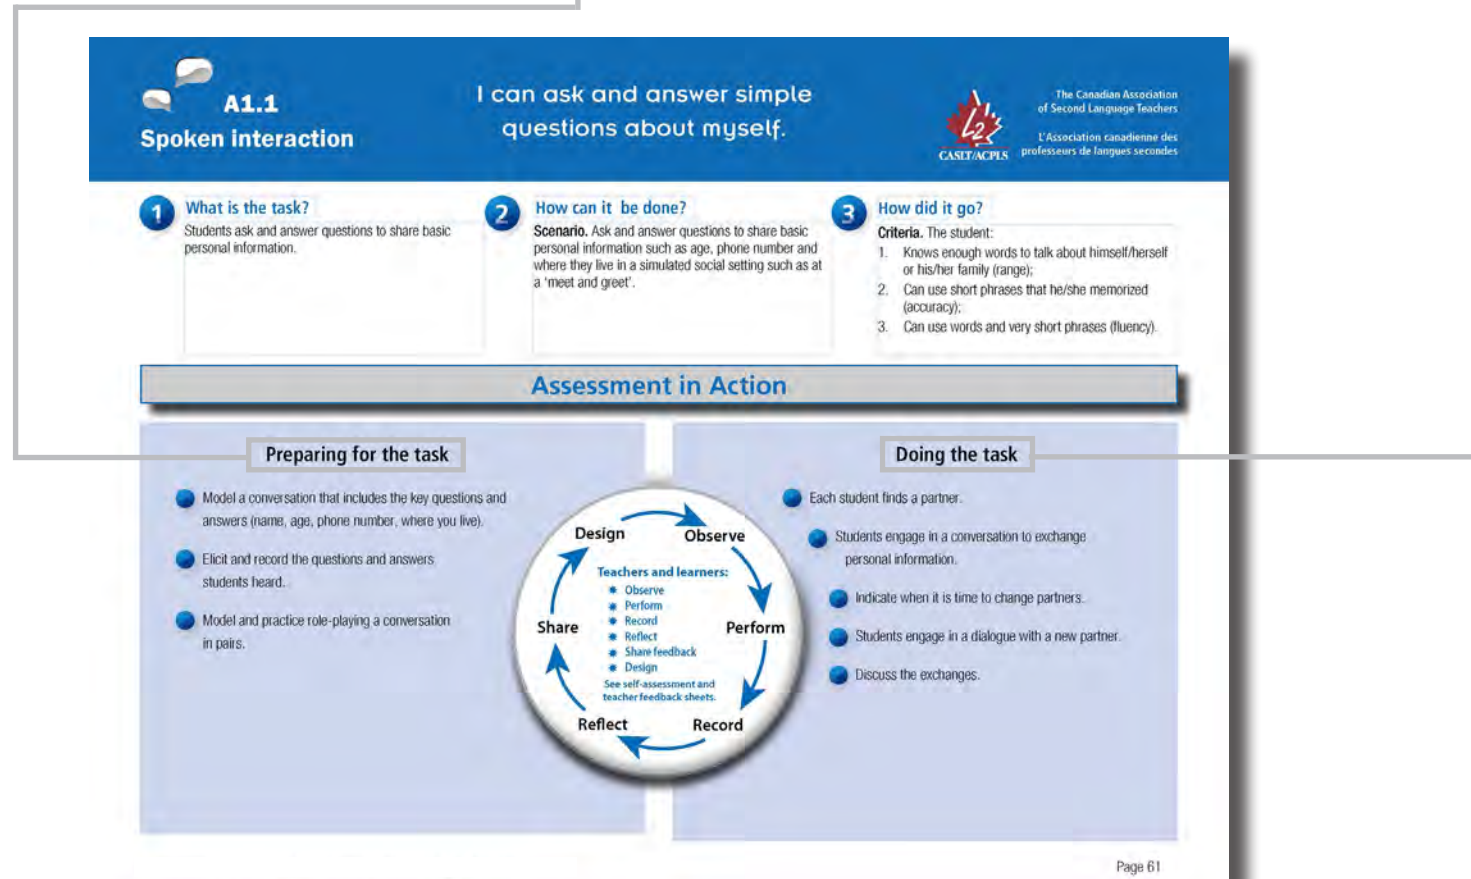 A1.1
Spoken interaction
I can ask and answer simple
questions about myself.
L2
CASLT/ACPLS
The Canadian Association
of Second Language Teachers
L'Association canadienne des
professeurs de langues secondes
1
What is the task?
Students ask and answer questions to share basic
personal information.
2
How can it be done?
Scenario. Ask and answer questions to share basic
personal information such as age, phone number and
where they live in a simulated social setting such as at
a 'meet and greet'.
3
How did it go?
Criteria. The student:
1. Knows enough words to talk about himself/herself
or his/her family (range);
2. Can use short phrases that he/she memorized
(accuracy);
3. Can use words and very short phrases (fluency).
Assessment in Action
Preparing for the task
Model a conversation that includes the key questions and
answers (name, age, phone number, where you live).
Elicit and record the questions and answers
students heard.
Model and practice role-playing a conversation
in pairs.
Design
Observe
Perform
Record
Reflect
Share
Teachers and learners:
Observe
Perform
Record
Reflect
Share feedback
Design
See self-assessment and
teacher feedback sheets.
Doing the task
Each student finds a partner.
Students engage in a conversation to exchange
personal information.
Indicate when it is time to change partners.
Students engage in a dialogue with a new partner.
Discuss the exchanges.
Page 61